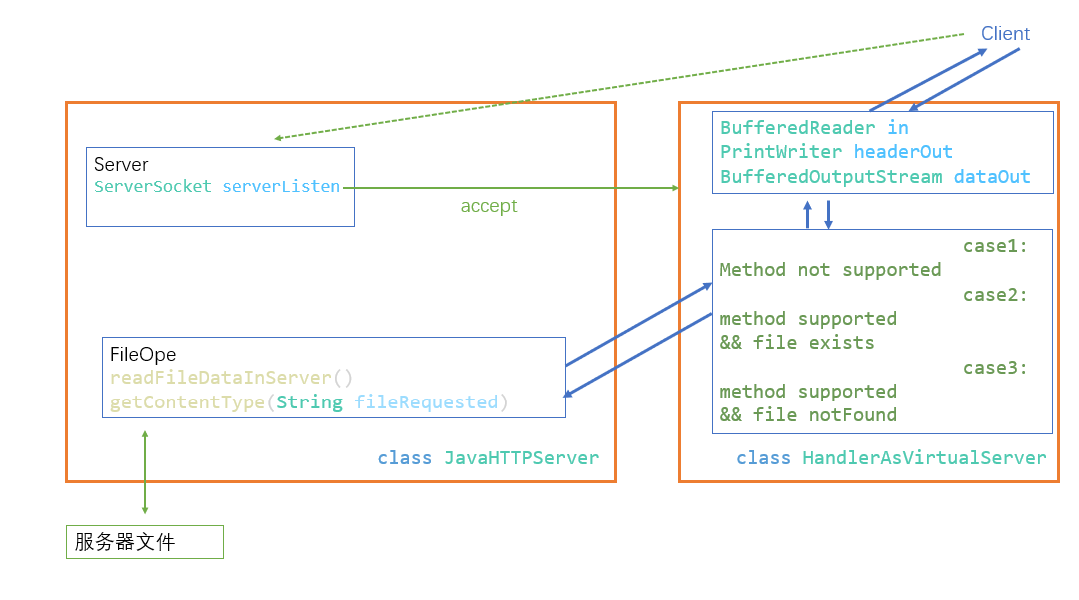 Client
Server
ServerSocket serverListen
accept
BufferedReader in
PrintWriter headerOut
BufferedOutputStream dataOut
case1:
Method not supported
case2:
method supported
&& file exists
case3:
method supported
&& file notFound
FileOpe
readFileDataInServer()
getContentType(String fileRequested)
class JavaHTTPServer
class HandlerAsVirtualServer
服务器文件